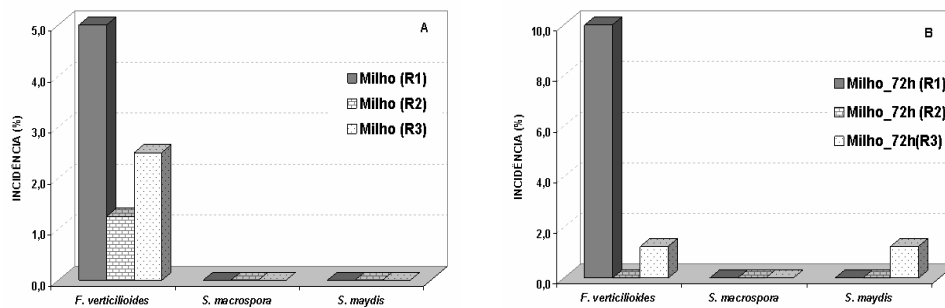 A
INCIDÊNCIA (%)
5,0
4,0
3,0
2,0
1,0
0,0
Milho (R1)
Milho (R2)
Milho (R3)
F. verticilioides
S. macrospora
S. maydis
B
INCIDÊNCIA (%)
10,0
8,0
6,0
4,0
2,0
0,0
Milho_72h (R1)
Milho_72h (R2)
Milho_72h(R3)
F. verticilioides
S. macrospora
S. maydis